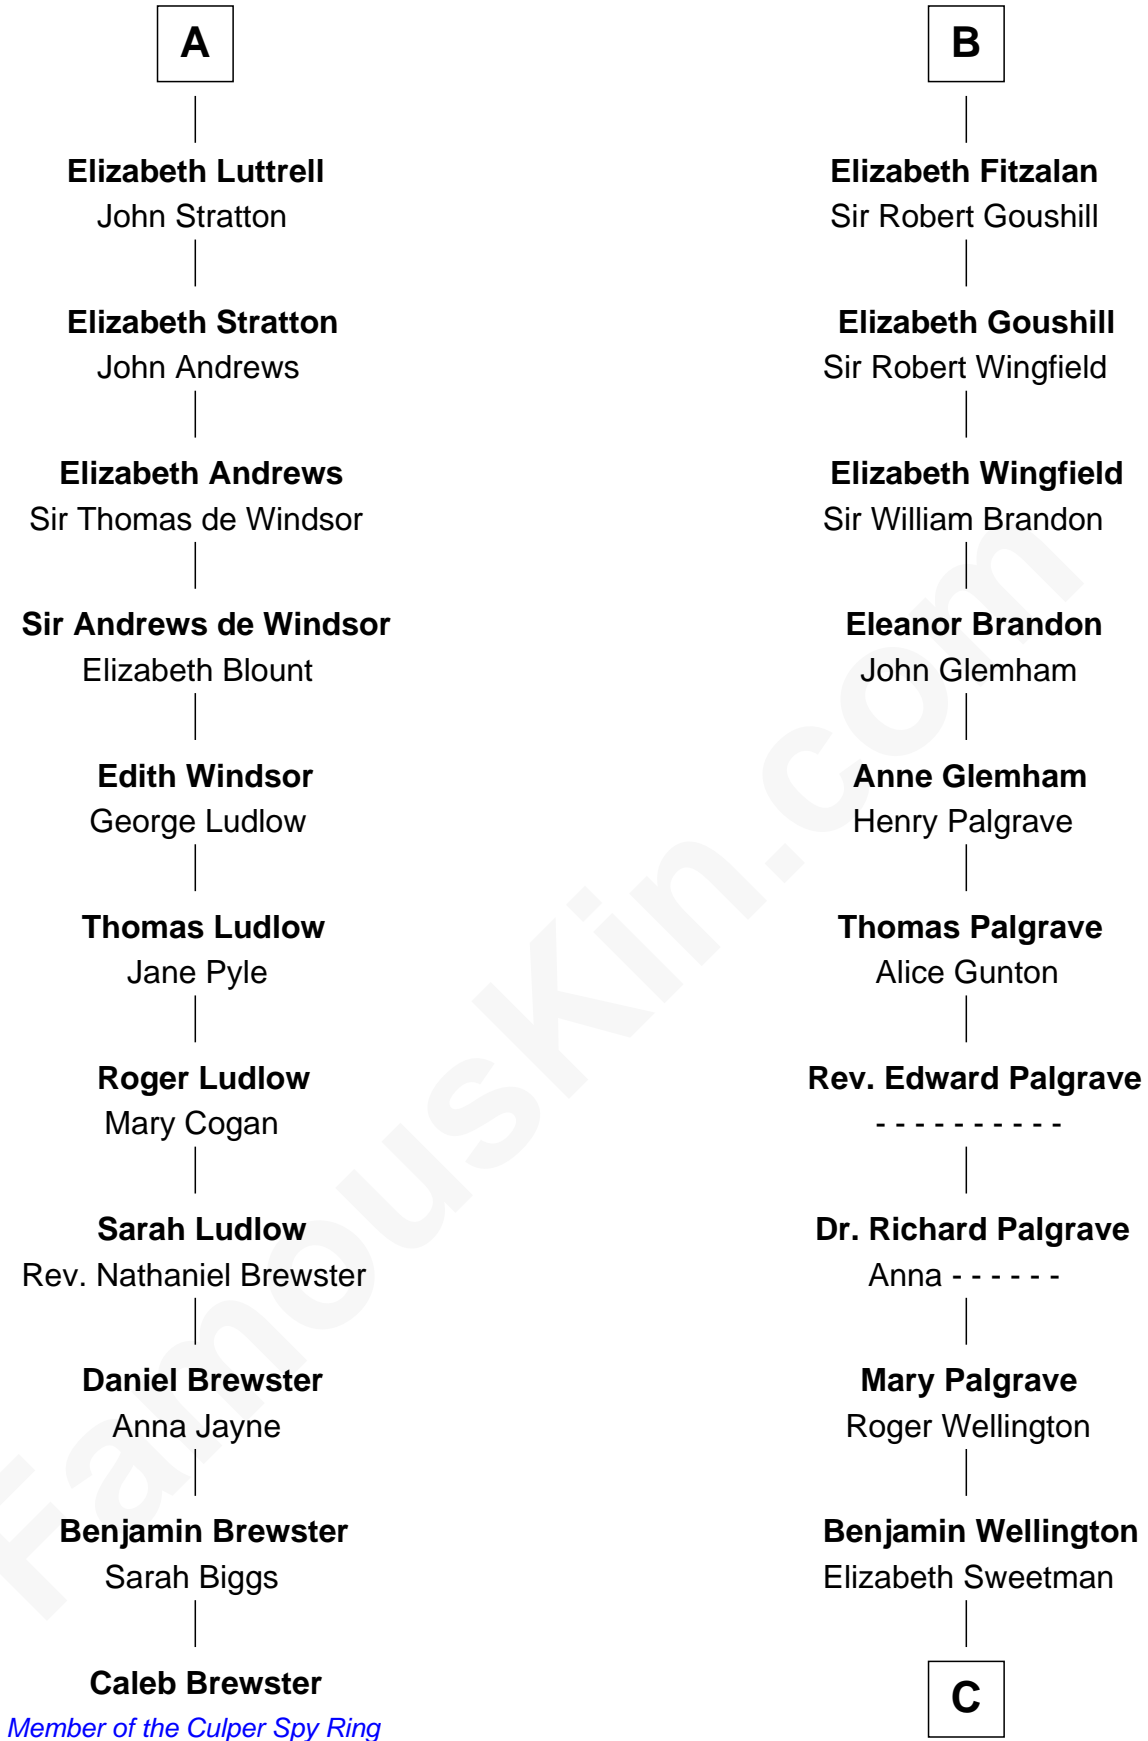 A
Elizabeth Luttrell
John Stratton
Elizabeth Stratton
John Andrews
Elizabeth Andrews
Sir Thomas de Windsor
Sir Andrews de Windsor
Elizabeth Blount
Edith Windsor
George Ludlow
Thomas Ludlow
Jane Pyle
Roger Ludlow
Mary Cogan
Sarah Ludlow
Rev. Nathaniel Brewster
Daniel Brewster
Anna Jayne
Benjamin Brewster
Sarah Biggs
Caleb Brewster
Member of the Culper Spy Ring
B
Elizabeth Fitzalan
Sir Robert Goushill
Elizabeth Goushill
Sir Robert Wingfield
Elizabeth Wingfield
Sir William Brandon
Eleanor Brandon
John Glemham
Anne Glemham
Henry Palgrave
Thomas Palgrave
Alice Gunton
Rev. Edward Palgrave
- - - - - - - - - -
Dr. Richard Palgrave
Anna - - - - - -
Mary Palgrave
Roger Wellington
Benjamin Wellington
Elizabeth Sweetman
C
FamousKin.com